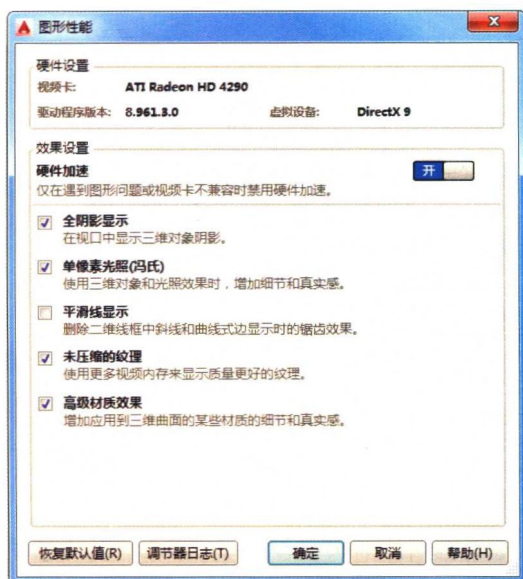 图形性能
硬件设置
视频卡: ATI Radeon HD 4290
驱动程序版本: 8.961.3.0 虚拟设备: DirectX 9
效果设置
硬件加速 开
仅在遇到图形问题或视频卡不兼容时禁用硬件加速。
全阴影显示
在视口中显示三维对象阴影。
单像素光照(冯氏)
使用三维对象和光照效果时，增加细节和真实感。
平滑线显示
删除二维线框中斜线和曲线式边显示时的锯齿效果。
未压缩的纹理
使用更多视频内存来显示质量更好的纹理。
高级材质效果
增加应用到三维曲面的某些材质的细节和真实感。
恢复默认值(R) 调节器日志(T) 确定 取消 帮助(H)